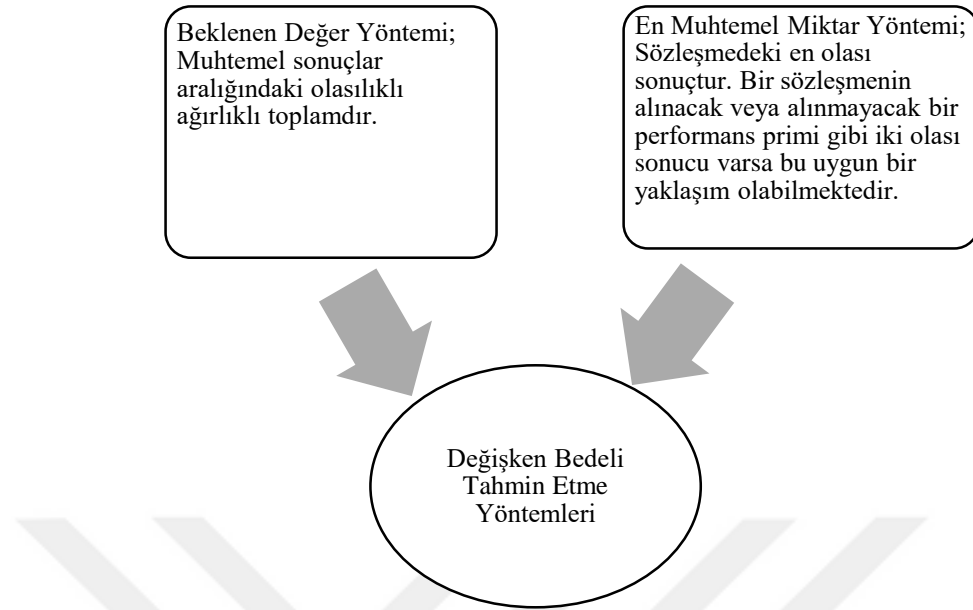 Beklenen Değer Yöntemi;
Muhtemel sonuçlar
aralığındaki olasılıklı
ağırlıklı toplamdır.
En Muhtemel Miktar Yöntemi;
Sözleşmedeki en olası
sonuçtur. Bir sözleşmenin
alınacak veya alınmayacak bir
performans primi gibi iki olası
sonucu varsa bu uygun bir
yaklaşım olabilmektedir.
Değişken Bedeli
Tahmin Etme
Yöntemleri